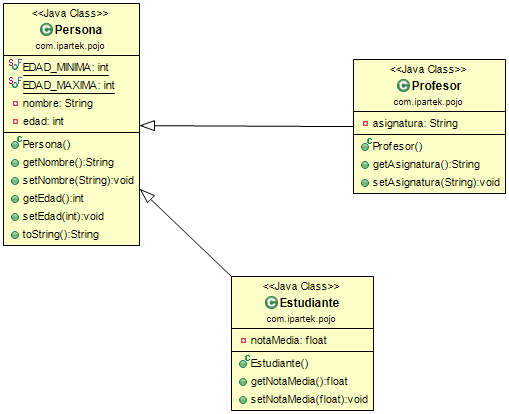 <<Java Class>>
Persona
com.ipartek.pojo
EDAD_MINIMA: int
EDAD_MAXIMA: int
nombre: String
edad: int
Persona()
getNombre():String
setNombre(String):void
getEdad():int
setEdad(int):void
toString():String
<<Java Class>>
Profesor
com.ipartek.pojo
asignatura: String
Profesor()
getAsignatura():String
setAsignatura(String):void
<<Java Class>>
Estudiante
com.ipartek.pojo
notaMedia: float
Estudiante()
getNotaMedia():float
setNotaMedia(float):void